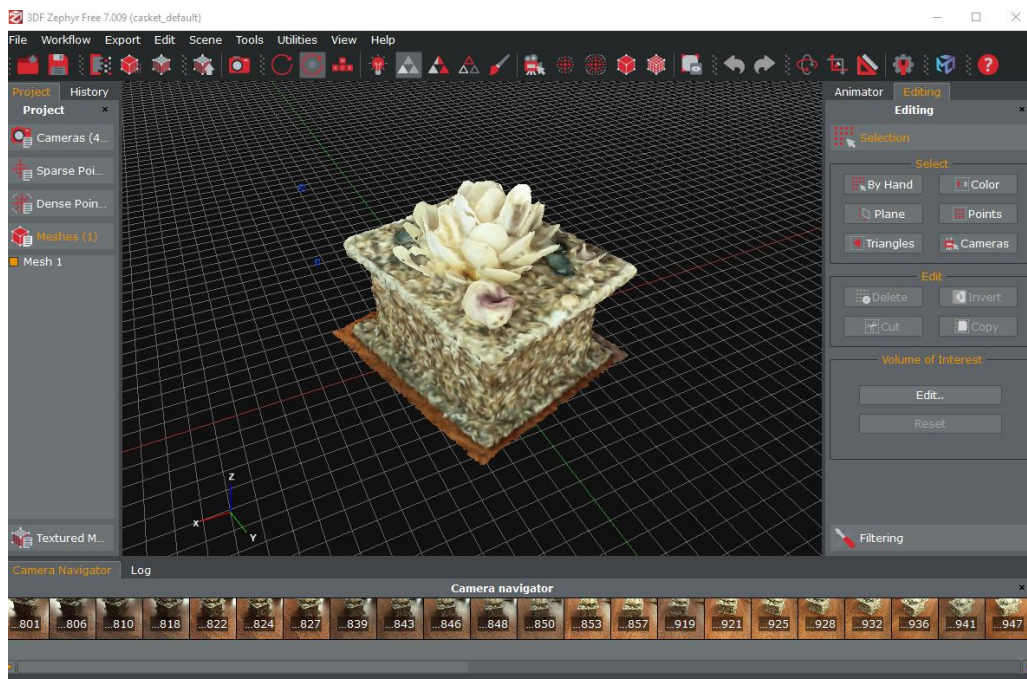 3DF Zephyr Free 7.009 (casket_default)
File Workflow Export Edit Scene Tools Utilities View Help
Project History
Project
Cameras (4...
Sparse Poi...
Dense Poin...
Meshes (1)
Mesh 1
Textured M...
Z
X
Y
Animator Editing
Editing
Selection
Select
By Hand Color
Plane Points
Triangles Cameras
Edit
Delete Invert
Cut Copy
Volume of Interest
Edit..
Reset
Filtering
Camera Navigator Log
Camera navigator
...801 ...806 ...810 ...818 ...822 ...824 ...827 ...839 ...843 ...846 ...848 ...850 ...853 ...857 ...919 ...921 ...925 ...928 ...932 ...936 ...941 ...947